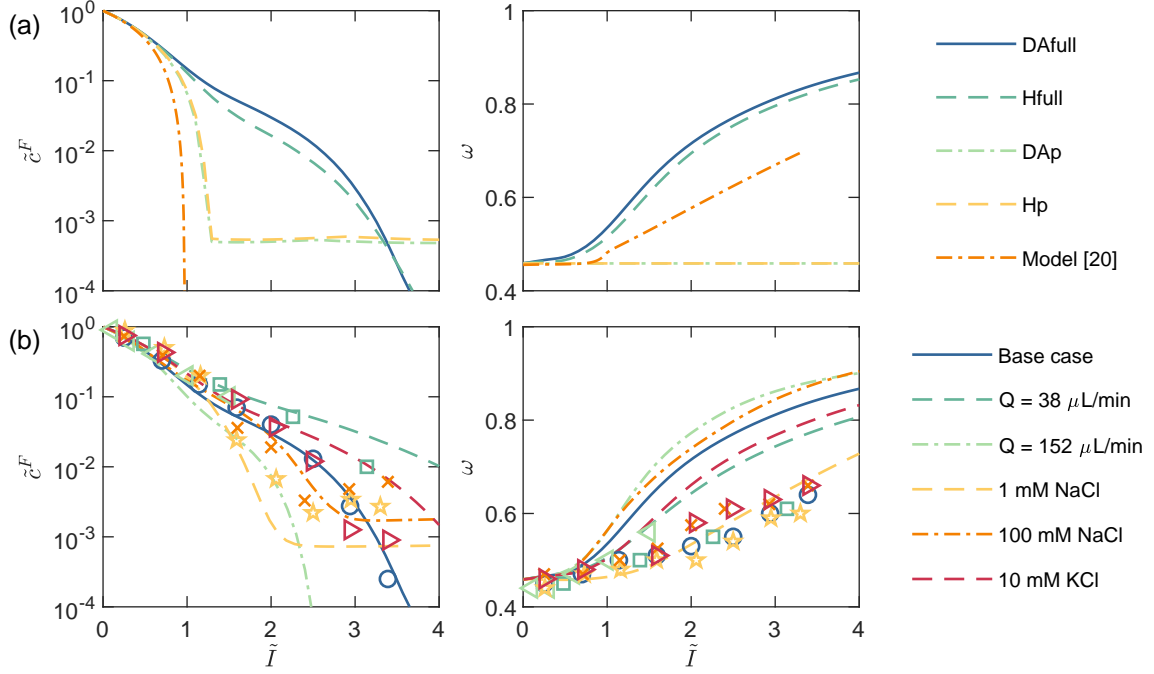 (a)
10^0
10^-1
10^-2
10^-3
10^-4
c̃^F
1
0.8
0.6
0.4
ω
DAfull
Hfull
DAp
Hp
Model [20]
(b)
10^0
10^-1
10^-2
10^-3
10^-4
c̃^F
0 1 2 3 4
Ĩ
1
0.8
0.6
0.4
ω
0 1 2 3 4
Ĩ
Base case
Q = 38 μL/min
Q = 152 μL/min
1 mM NaCl
100 mM NaCl
10 mM KCl